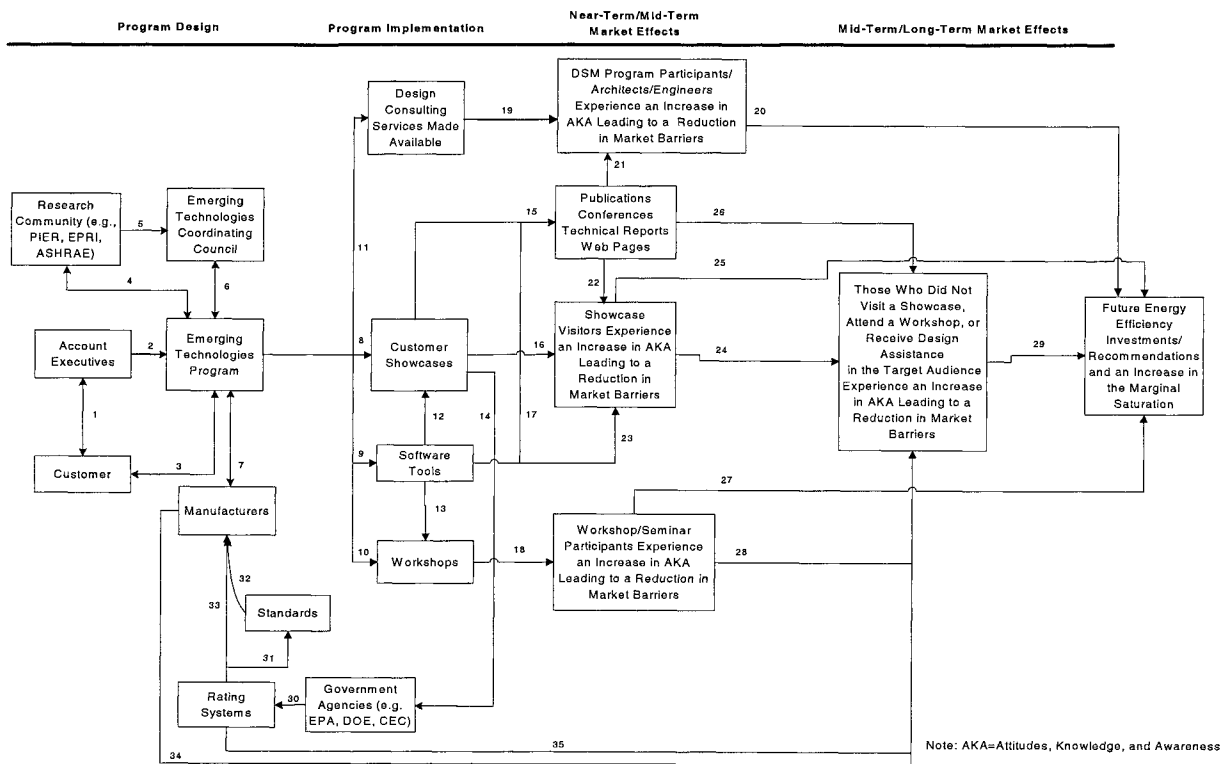 Program Design
Program Implementation
Near-Term/Mid-Term
Market Effects
Mid-Term/Long-Term Market Effects
Design
Consulting
Services Made
Available
19
DSM Program Participants/
Architects/Engineers
Experience an Increase in
AKA Leading to a Reduction
in Market Barriers
20
21
Research
Community (e.g.,
PIER, EPRI,
ASHRAE)
5
Emerging
Technologies
Coordinating
Council
4
6
11
15
Publications
Conferences
Technical Reports
Web Pages
26
25
22
Account
Executives
2
Emerging
Technologies
Program
8
Customer
Showcases
16
Showcase
Visitors Experience
an Increase in AKA
Leading to a
Reduction in
Market Barriers
24
Those Who Did Not
Visit a Showcase,
Attend a Workshop, or
Receive Design
Assistance
in the Target Audience
Experience an Increase
in AKA Leading to a
Reduction in Market
Barriers
29
Future Energy
Efficiency
Investments/
Recommendations
and an Increase in
the Marginal
Saturation
1
12
14
17
23
Customer
3
7
9
Software
Tools
13
27
Manufacturers
10
Workshops
18
Workshop/Seminar
Participants Experience
an Increase in AKA
Leading to a Reduction in
Market Barriers
28
32
33
Standards
31
Rating
Systems
30
Government
Agencies (e.g.
EPA, DOE, CEC)
35
34
Note: AKA=Attitudes, Knowledge, and Awareness